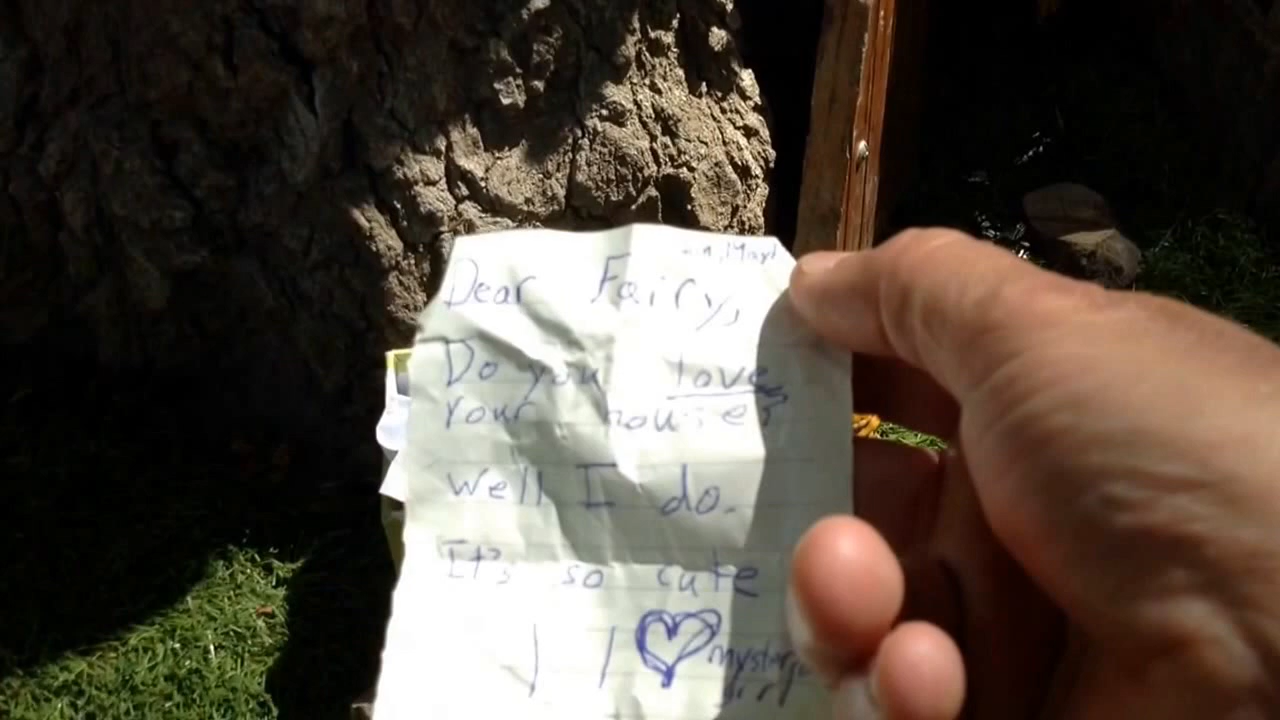 Dear Fairy,
Do you love
your house?
Well I do.
It's so cute